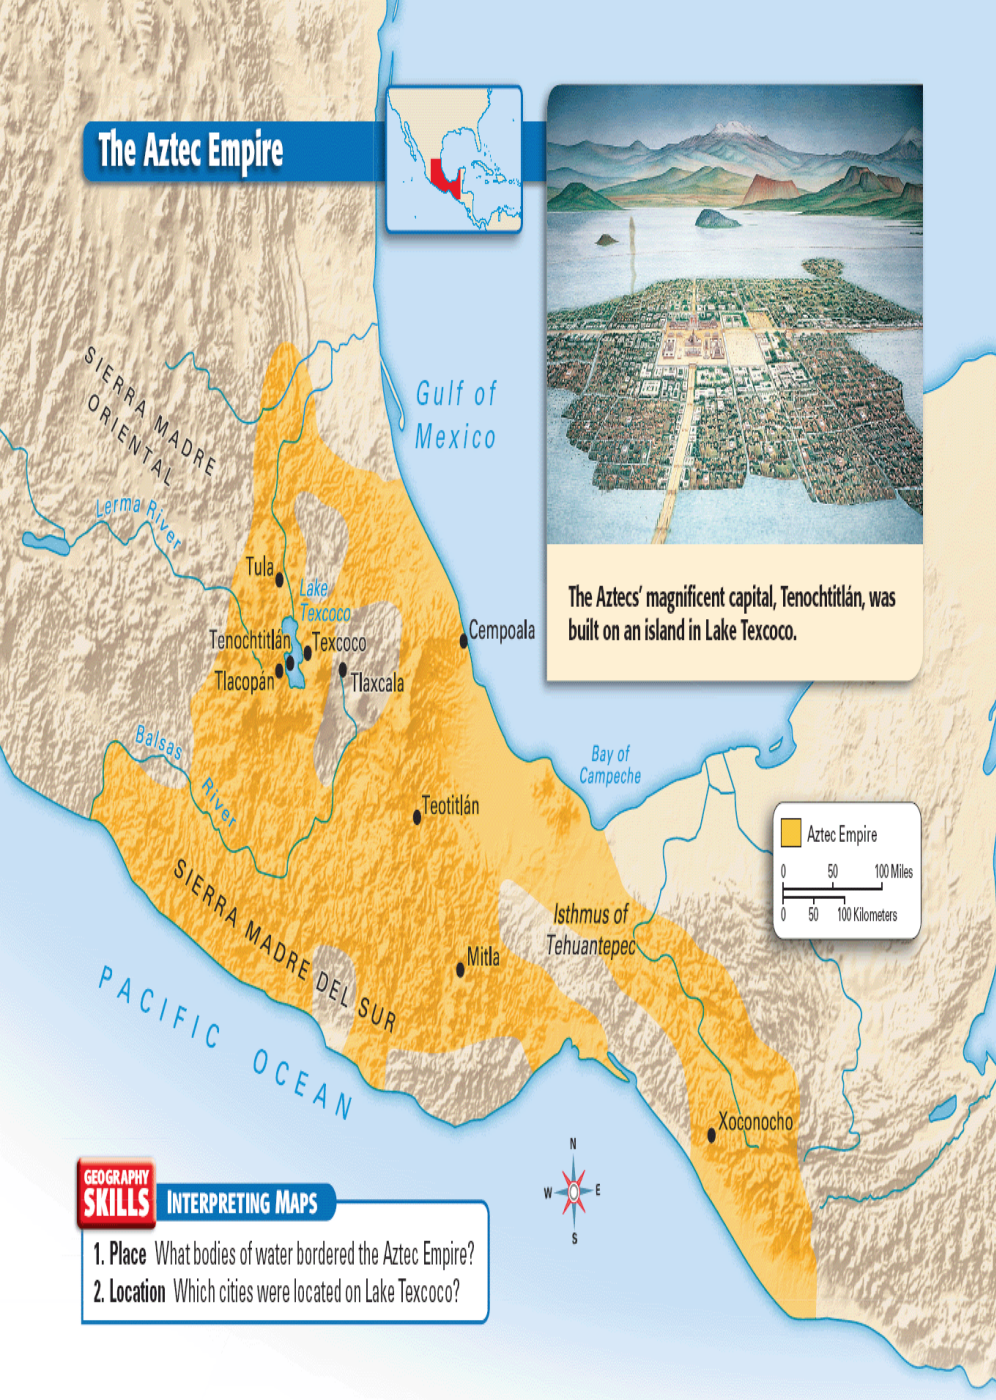 The Aztec Empire
SIERRA MADRE
ORIENTAL
Gulf of
Mexico
Lerma River
Tula
Lake
Texcoco
Tenochtitlán
Texcoco
Tlacopán
Tlaxcala
Cempoala
The Aztecs’ magnificent capital, Tenochtitlán, was
built on an island in Lake Texcoco.
Balsas
River
Bay of
Campeche
Teotitlán
Aztec Empire
0 50 100 Miles
0 50 100 Kilometers
SIERRA MADRE DEL SUR
Isthmus of
Tehuantepec
Mitla
PACIFIC OCEAN
Xoconocho
N
W E
S
GEOGRAPHY
SKILLS
INTERPRETING MAPS
1. Place What bodies of water bordered the Aztec Empire?
2. Location Which cities were located on Lake Texcoco?